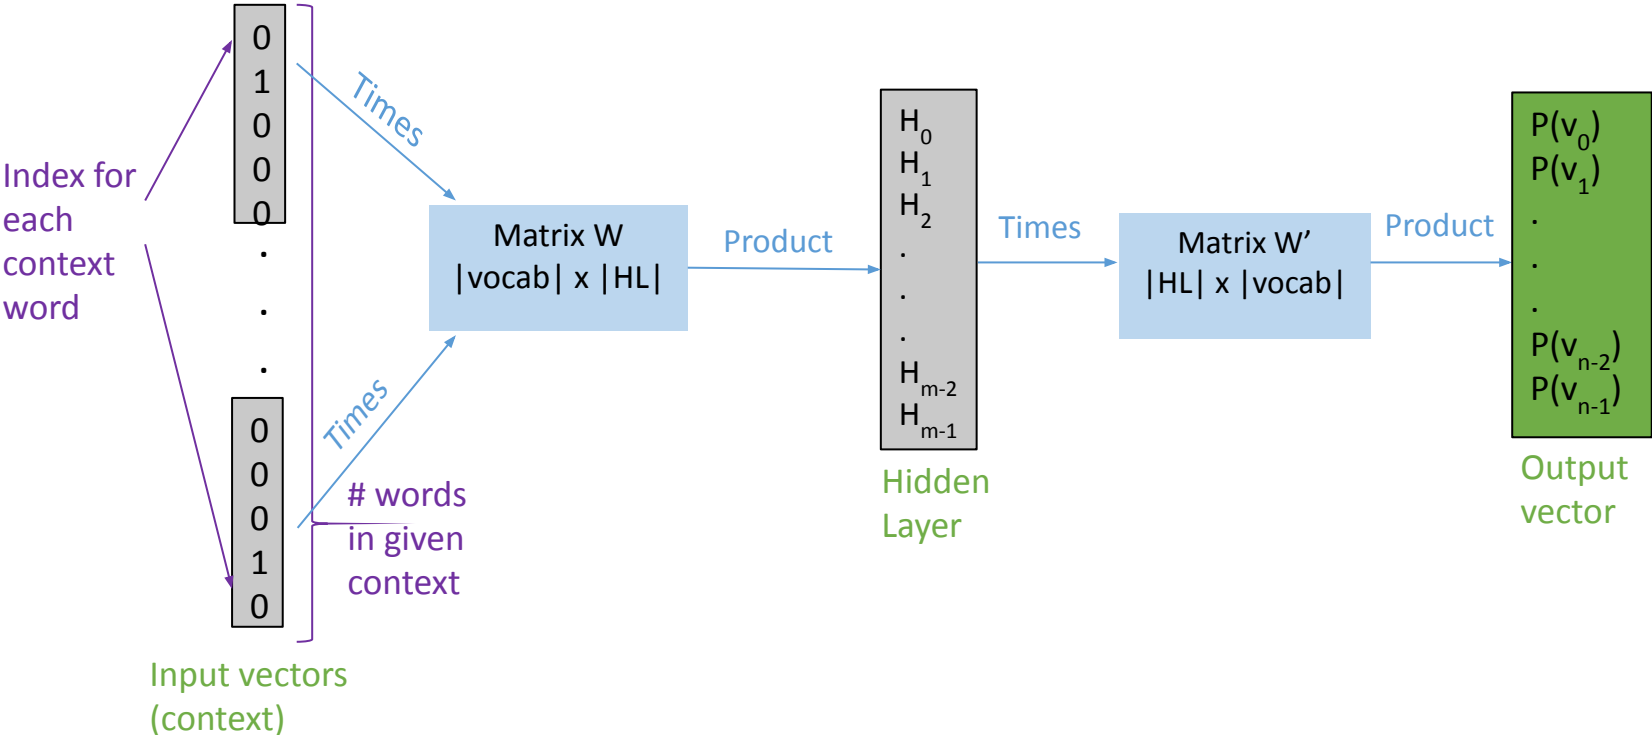 Index for
each
context
word
0
1
0
0
0
.
.
.
0
0
0
1
0
Input vectors
(context)
# words
in given
context
Times
Times
Matrix W
|vocab| x |HL|
Product
H0
H1
H2
.
.
.
Hm-2
Hm-1
Hidden
Layer
Times
Matrix W’
|HL| x |vocab|
Product
P(v0)
P(v1)
.
.
.
P(vn-2)
P(vn-1)
Output
vector